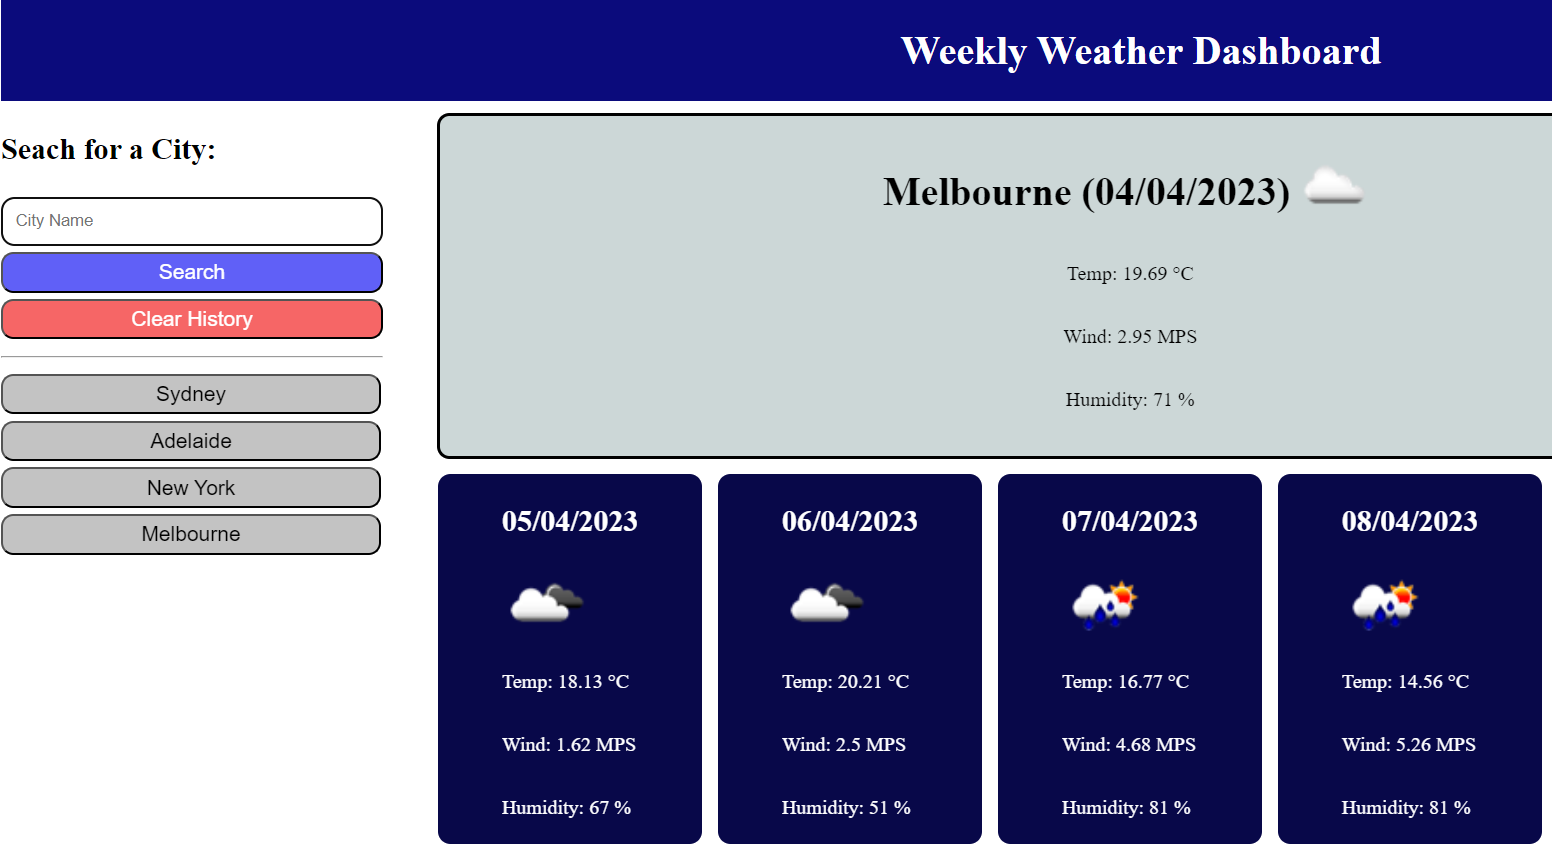 Weekly Weather Dashboard
Seach for a City:
City Name
Search
Clear History
Sydney
Adelaide
New York
Melbourne
Melbourne (04/04/2023)
Temp: 19.69 °C
Wind: 2.95 MPS
Humidity: 71 %
05/04/2023
Temp: 18.13 °C
Wind: 1.62 MPS
Humidity: 67 %
06/04/2023
Temp: 20.21 °C
Wind: 2.5 MPS
Humidity: 51 %
07/04/2023
Temp: 16.77 °C
Wind: 4.68 MPS
Humidity: 81 %
08/04/2023
Temp: 14.56 °C
Wind: 5.26 MPS
Humidity: 81 %